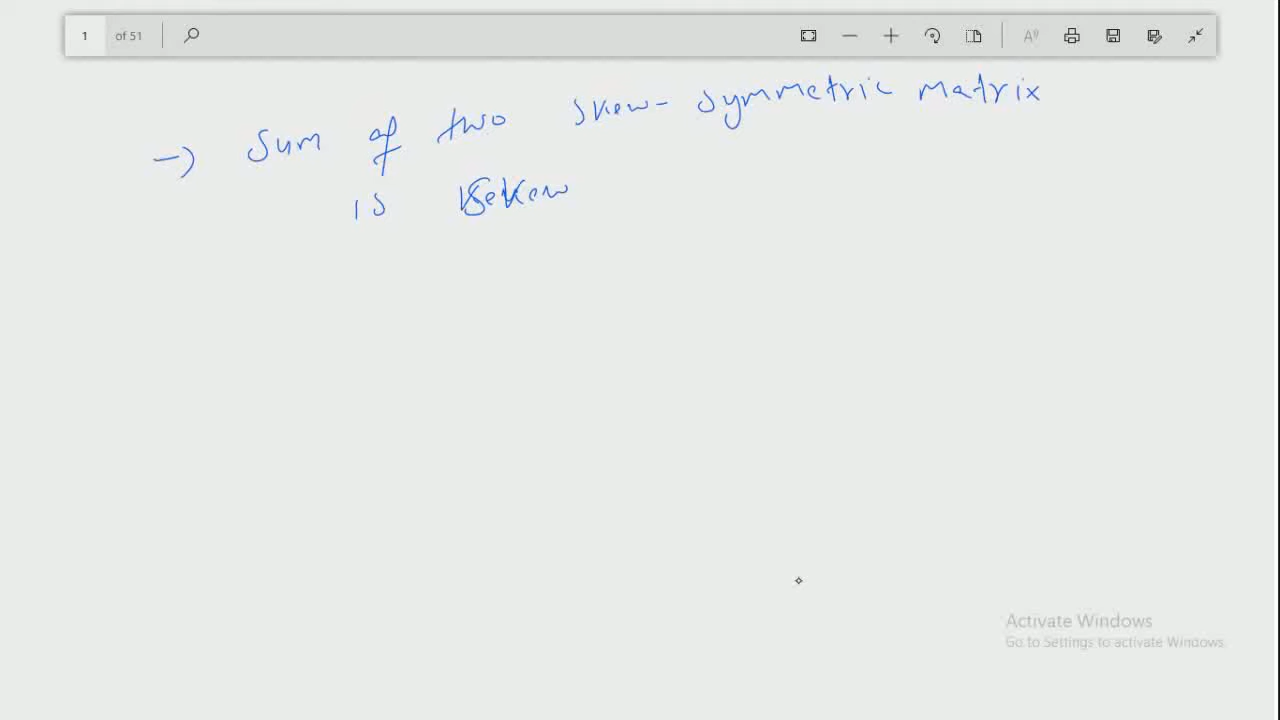 1 of 51
→ Sum of two skew-symmetric matrix
is skew
Activate Windows
Go to Settings to activate Windows.